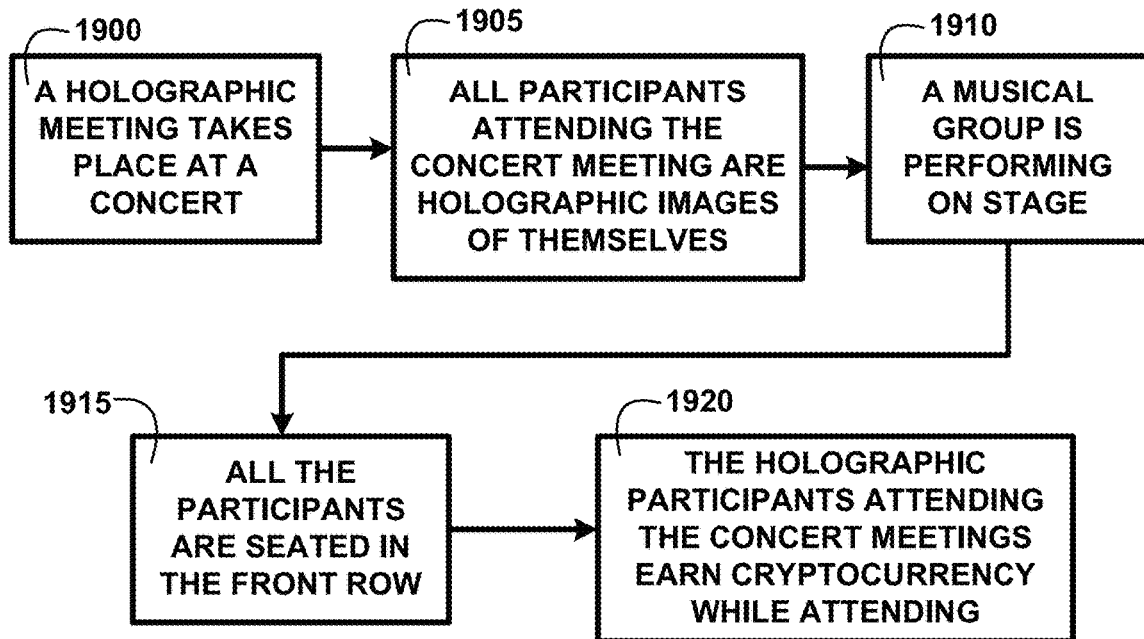 1900
A HOLOGRAPHIC
MEETING TAKES
PLACE AT A
CONCERT
1905
ALL PARTICIPANTS
ATTENDING THE
CONCERT MEETING ARE
HOLOGRAPHIC IMAGES
OF THEMSELVES
1910
A MUSICAL
GROUP IS
PERFORMING
ON STAGE
1915
ALL THE
PARTICIPANTS
ARE SEATED IN
THE FRONT ROW
1920
THE HOLOGRAPHIC
PARTICIPANTS ATTENDING
THE CONCERT MEETINGS
EARN CRYPTOCURRENCY
WHILE ATTENDING